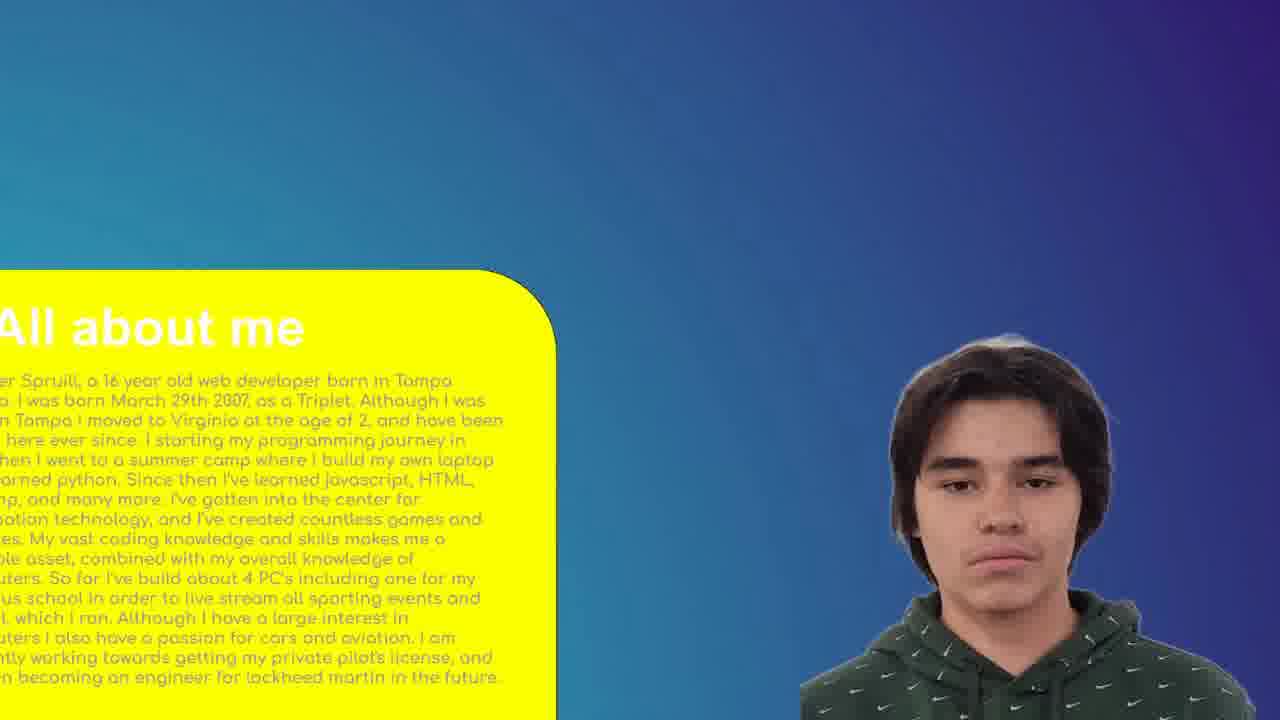 All about me
er Spruill, a 16 year old web developer born in Tampa
a. I was born March 29th 2007, as a Triplet. Although I was
n Tampa I moved to Virginia at the age of 2, and have been
here ever since. I starting my programming journey in
hen I went to a summer camp where I build my own laptop
arned python. Since then I've learned Javascript, HTML,
mp, and many more. I've gotten into the center for
mation technology, and I've created countless games and
es. My vast coding knowledge and skills makes me a
ble asset, combined with my overall knowledge of
uters. So far I've build about 4 PC's including one for my
us school in order to live stream all sporting events and
l, which I ran. Although I have a large interest in
uters I also have a passion for cars and aviation. I am
ntly working towards getting my private pilot's license, and
n becoming an engineer for lockheed martin in the future.